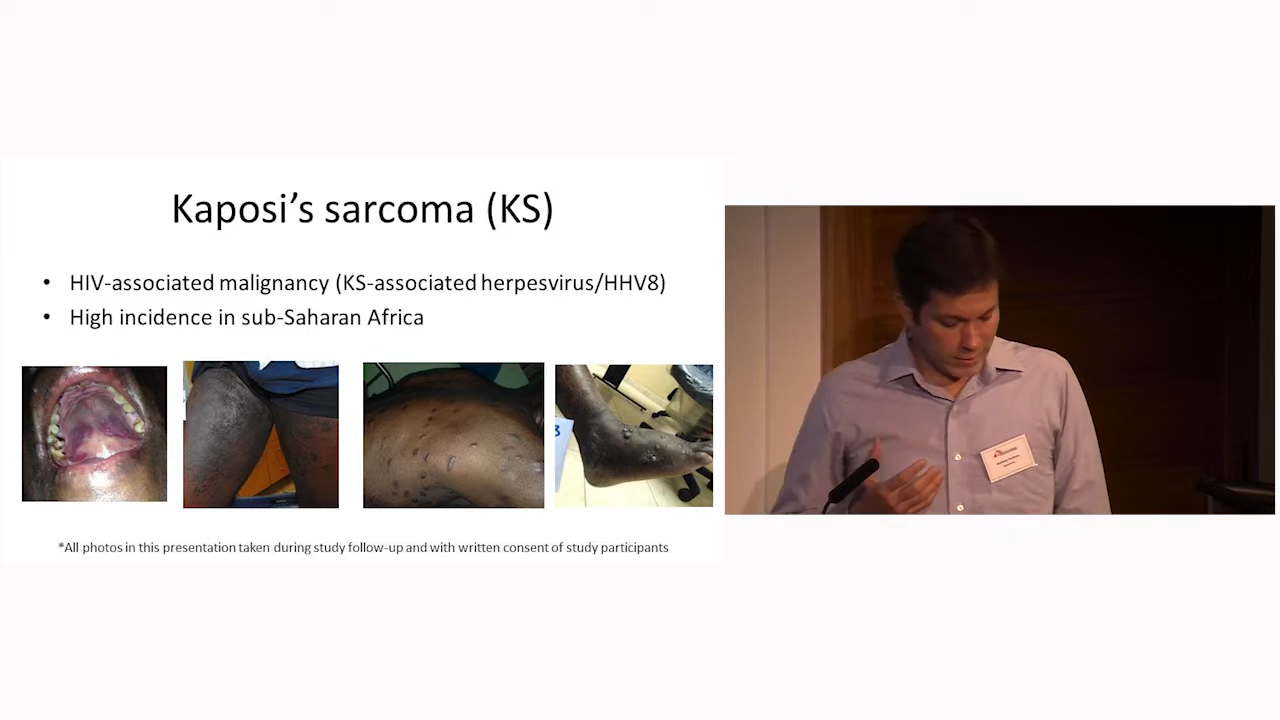 Kaposi's sarcoma (KS)
• HIV-associated malignancy (KS-associated herpesvirus/HHV8)
• High incidence in sub-Saharan Africa
*All photos in this presentation taken during study follow-up and with written consent of study participants